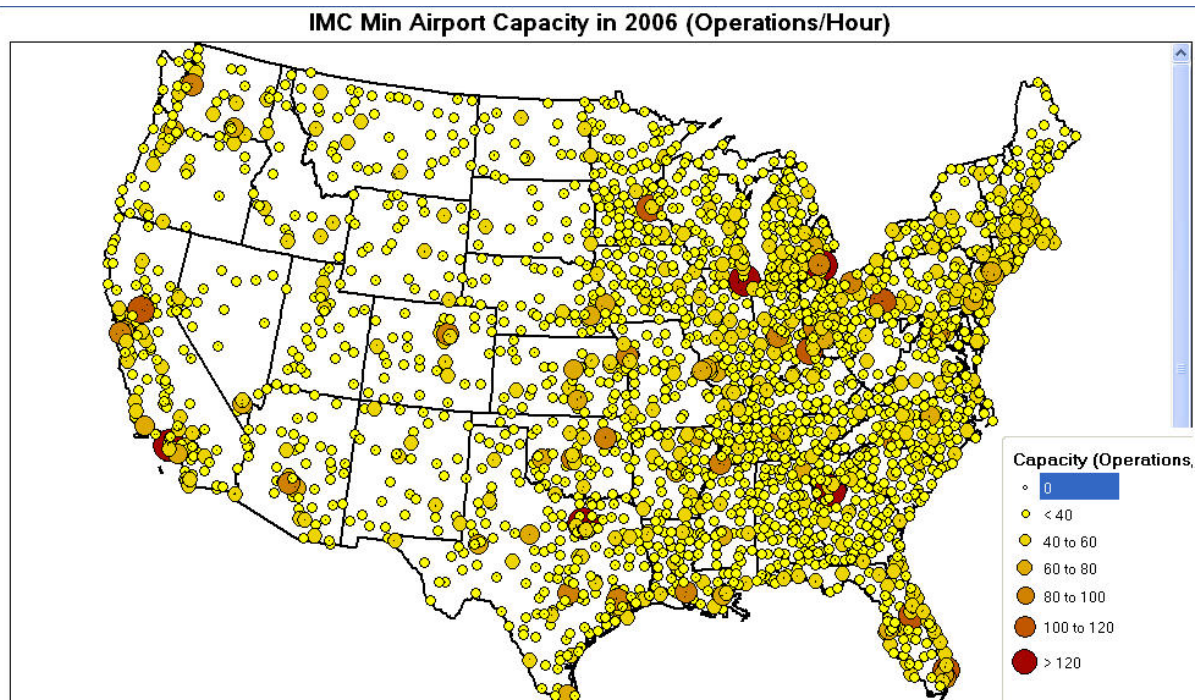 IMC Min Airport Capacity in 2006 (Operations/Hour)
Capacity (Operations,
0
< 40
40 to 60
60 to 80
80 to 100
100 to 120
> 120